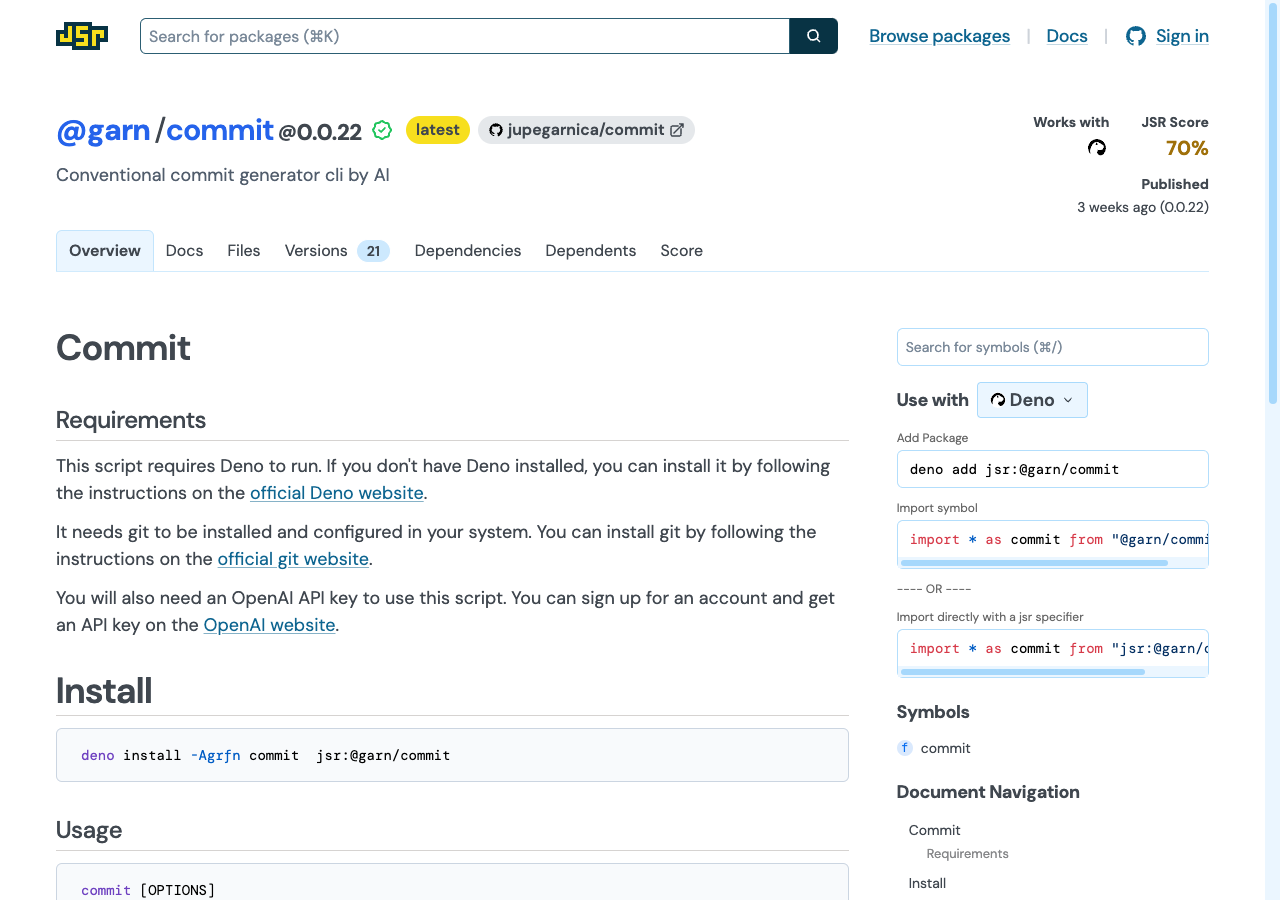 JSR
Search for packages (⌘K)
Browse packages | Docs | Sign in
@garn/commit @0.0.22 latest jupegarnica/commit
Works with JSR Score
70%
Conventional commit generator cli by AI
Published
3 weeks ago (0.0.22)
Overview Docs Files Versions 21 Dependencies Dependents Score
Commit
Requirements
This script requires Deno to run. If you don't have Deno installed, you can install it by following
the instructions on the official Deno website.
It needs git to be installed and configured in your system. You can install git by following the
instructions on the official git website.
You will also need an OpenAI API key to use this script. You can sign up for an account and get
an API key on the OpenAI website.
Install
deno install -Agrfn commit  jsr:@garn/commit
Usage
commit [OPTIONS]
Search for symbols (⌘/)
Use with Deno
Add Package
deno add jsr:@garn/commit
Import symbol
import * as commit from "@garn/commi
---- OR ----
Import directly with a jsr specifier
import * as commit from "jsr:@garn/c
Symbols
f commit
Document Navigation
Commit
Requirements
Install